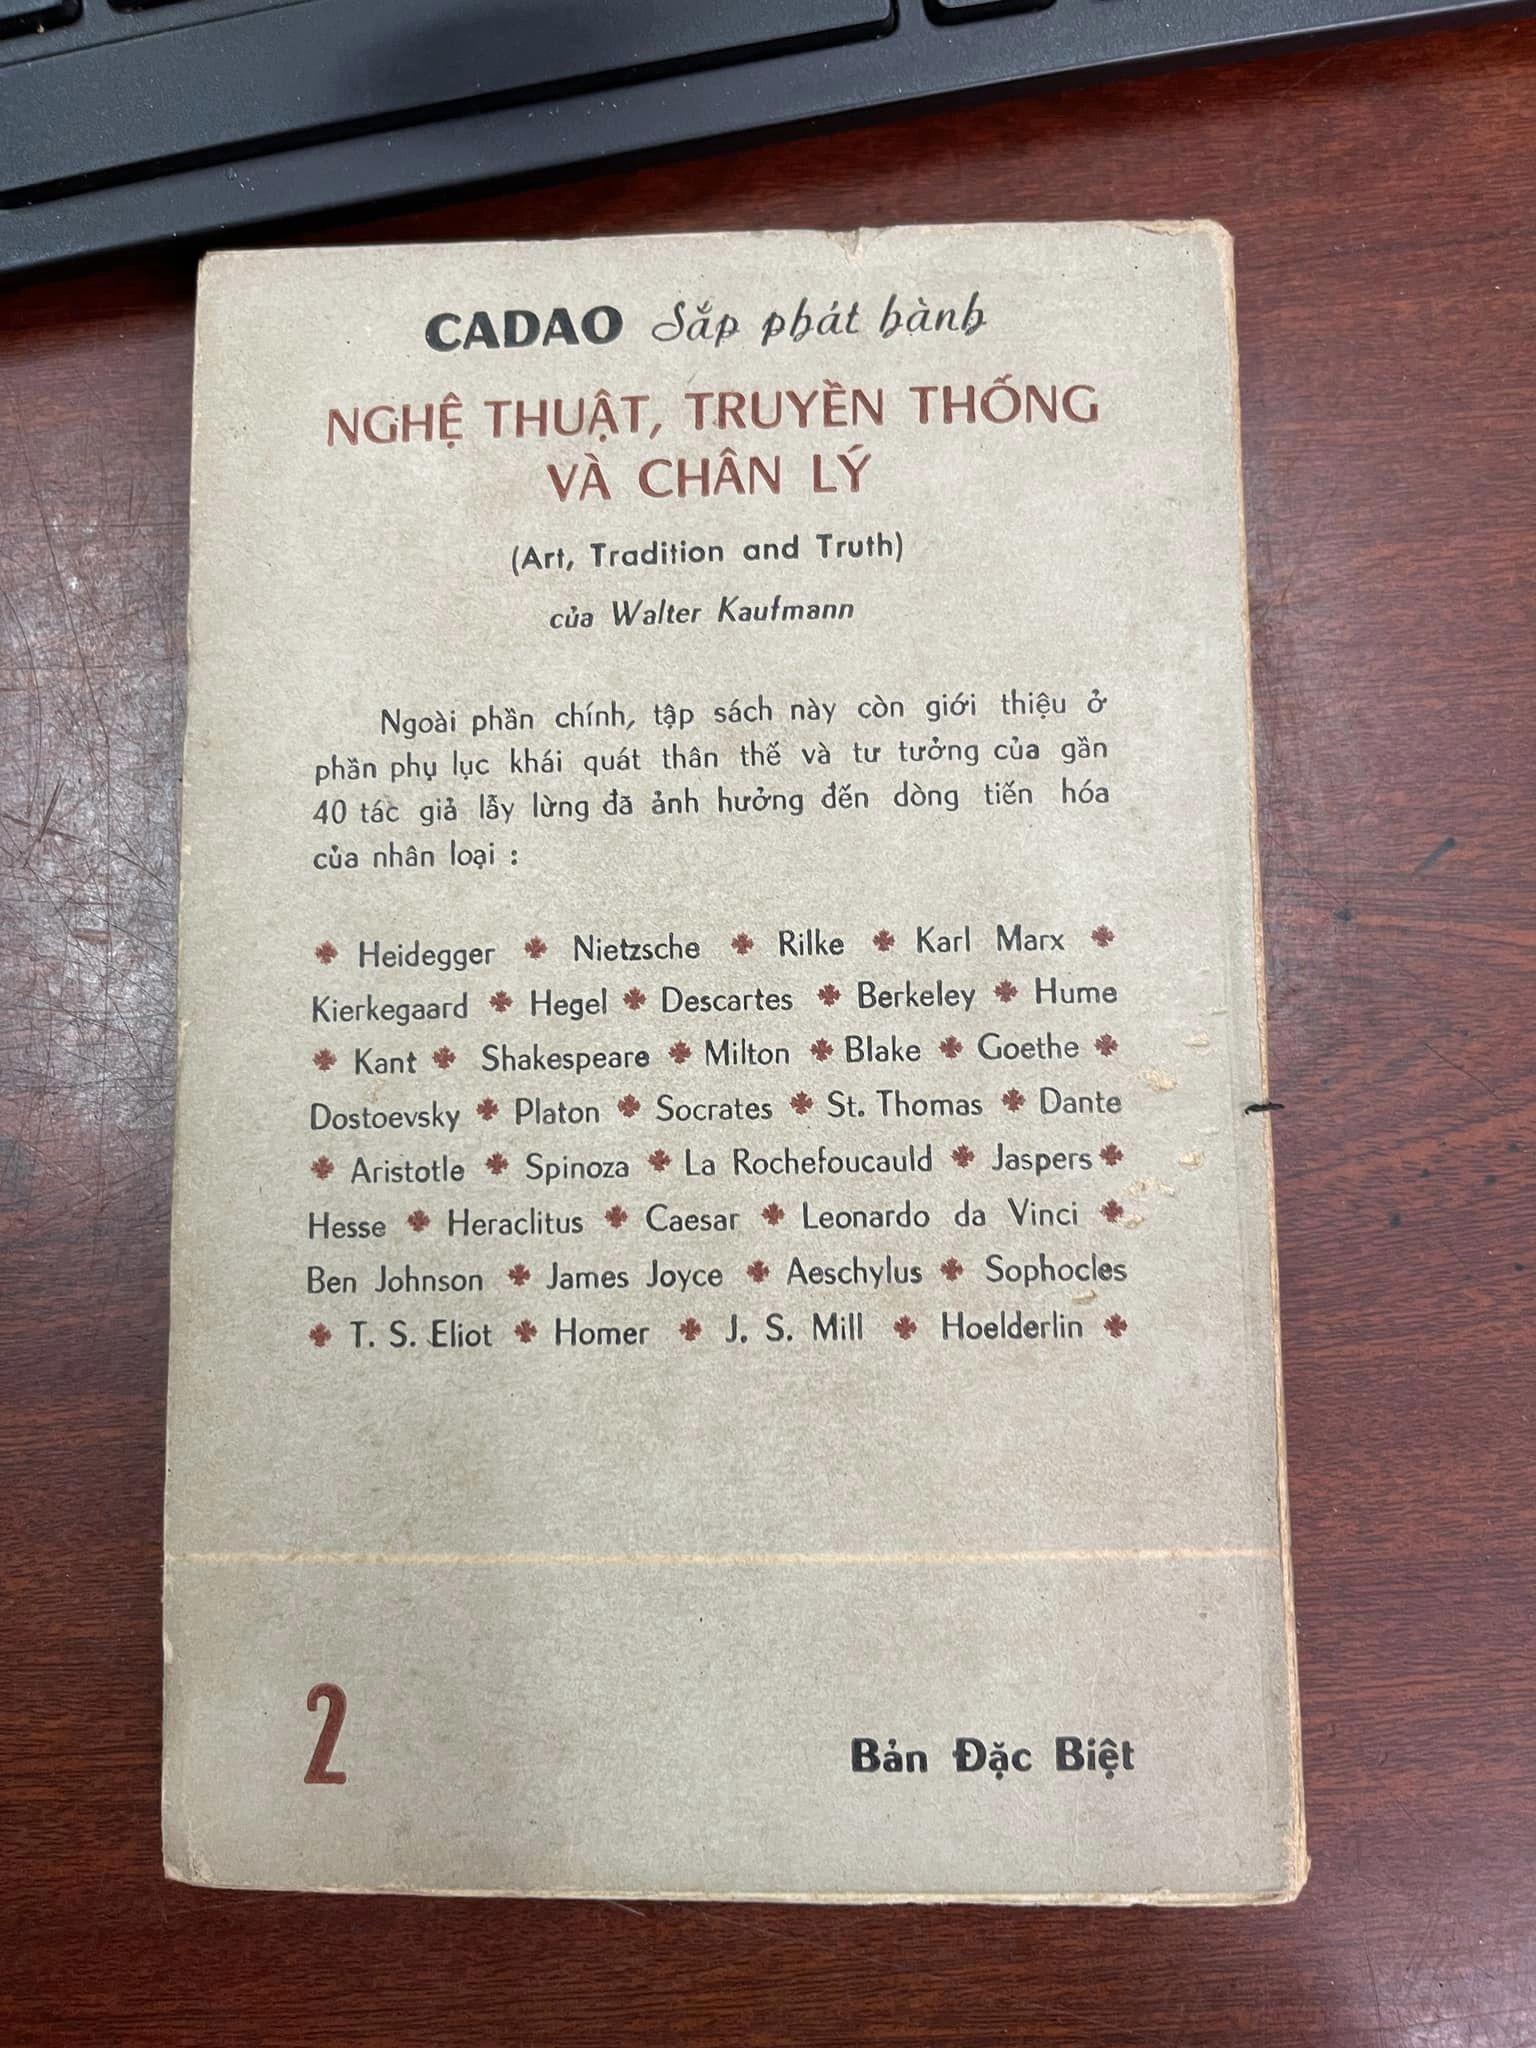 CADAO Sắp phát hành
NGHỆ THUẬT, TRUYỀN THỐNG
VÀ CHÂN LÝ
(Art, Tradition and Truth)
của Walter Kaufmann
Ngoài phần chính, tập sách này còn giới thiệu ở
phần phụ lục khái quát thân thế và tư tưởng của gần
40 tác giả lẫy lừng đã ảnh hưởng đến dòng tiến hóa
của nhân loại :
✤ Heidegger ✤ Nietzsche ✤ Rilke ✤ Karl Marx ✤
Kierkegaard ✤ Hegel ✤ Descartes ✤ Berkeley ✤ Hume
✤ Kant ✤ Shakespeare ✤ Milton ✤ Blake ✤ Goethe ✤
Dostoevsky ✤ Platon ✤ Socrates ✤ St. Thomas ✤ Dante
✤ Aristotle ✤ Spinoza ✤ La Rochefoucauld ✤ Jaspers ✤
Hesse ✤ Heraclitus ✤ Caesar ✤ Leonardo da Vinci ✤
Ben Johnson ✤ James Joyce ✤ Aeschylus ✤ Sophocles
✤ T. S. Eliot ✤ Homer ✤ J. S. Mill ✤ Hoelderlin ✤
2
Bản Đặc Biệt